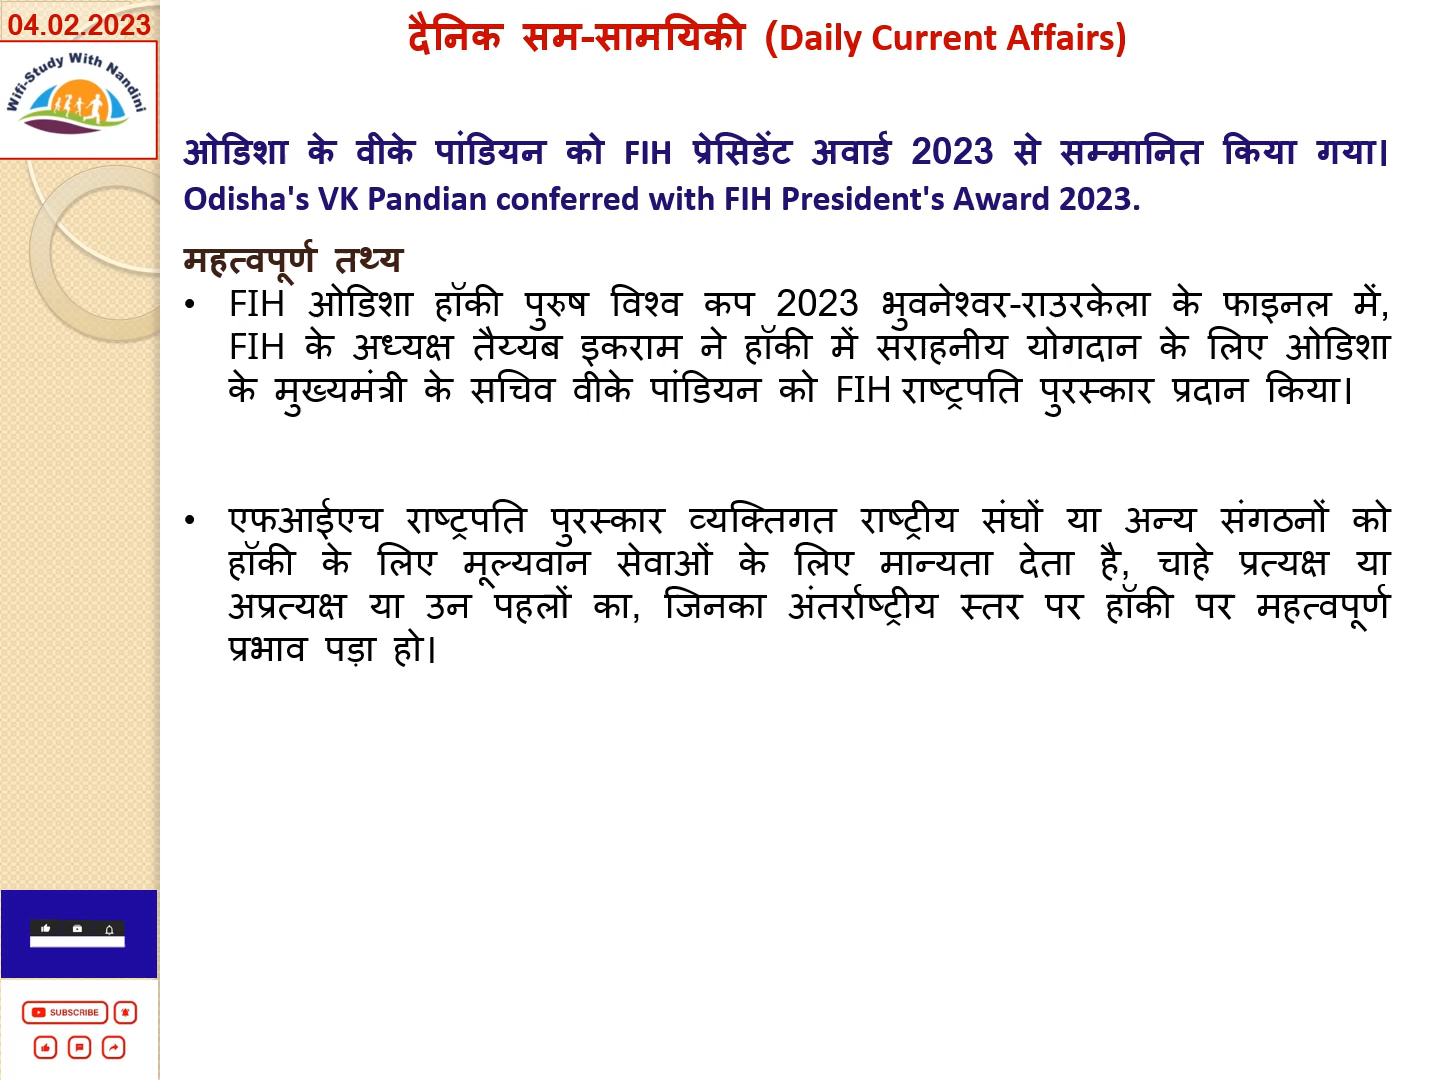 04.02.2023
Wifi-Study With Nandini
दैनिक सम-सामयिकी (Daily Current Affairs)
ओडिशा के वीके पांडियन को FIH प्रेसिडेंट अवार्ड 2023 से सम्मानित किया गया।
Odisha's VK Pandian conferred with FIH President's Award 2023.
महत्वपूर्ण तथ्य
• FIH ओडिशा हॉकी पुरुष विश्व कप 2023 भुवनेश्वर-राउरकेला के फाइनल में,
FIH के अध्यक्ष तैय्यब इकराम ने हॉकी में सराहनीय योगदान के लिए ओडिशा
के मुख्यमंत्री के सचिव वीके पांडियन को FIH राष्ट्रपति पुरस्कार प्रदान किया।
• एफआईएच राष्ट्रपति पुरस्कार व्यक्तिगत राष्ट्रीय संघों या अन्य संगठनों को
हॉकी के लिए मूल्यवान सेवाओं के लिए मान्यता देता है, चाहे प्रत्यक्ष या
अप्रत्यक्ष या उन पहलों का, जिनका अंतर्राष्ट्रीय स्तर पर हॉकी पर महत्वपूर्ण
प्रभाव पड़ा हो।
SUBSCRIBE